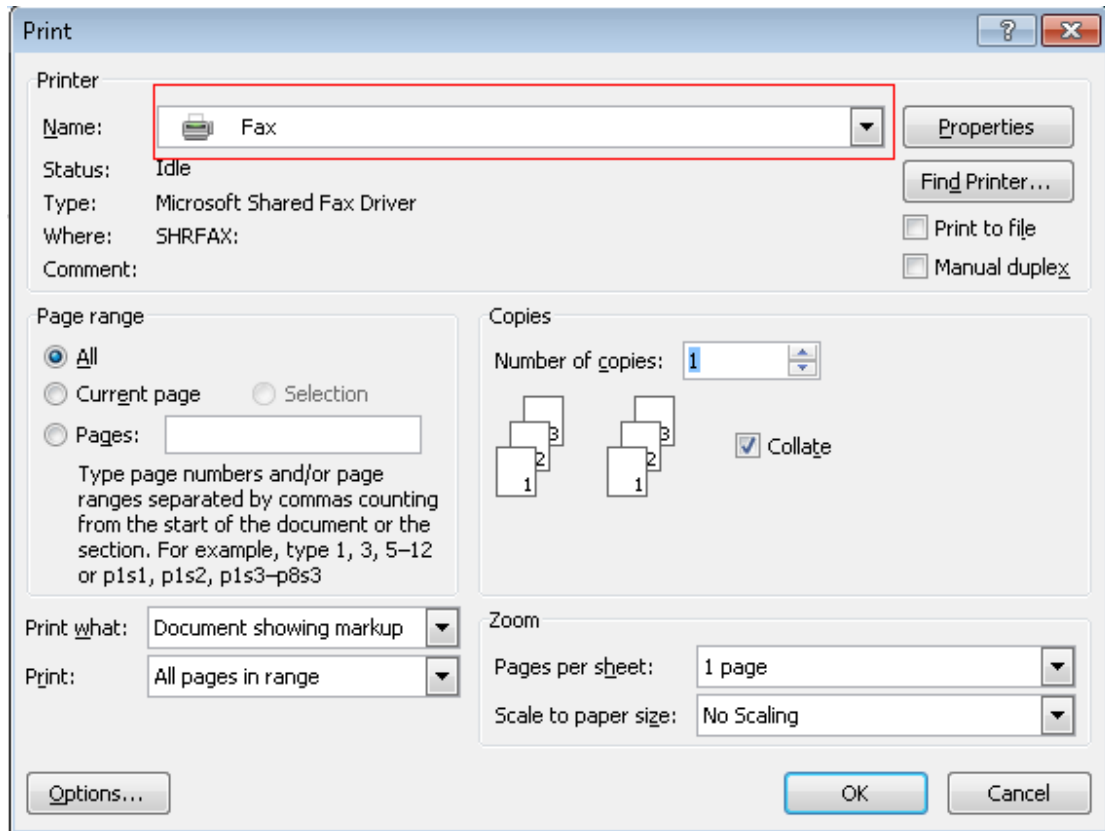 Print
Printer
Name: Fax Properties
Status: Idle
Find Printer...
Type: Microsoft Shared Fax Driver
Where: SHRFAX: Print to file
Comment: Manual duplex
Page range
All
Current page Selection
Pages:
Type page numbers and/or page
ranges separated by commas counting
from the start of the document or the
section. For example, type 1, 3, 5–12
or p1s1, p1s2, p1s3–p8s3
Copies
Number of copies: 1
3 3
2 2
1 1
Collate
Print what: Document showing markup
Print: All pages in range
Zoom
Pages per sheet: 1 page
Scale to paper size: No Scaling
Options... OK Cancel